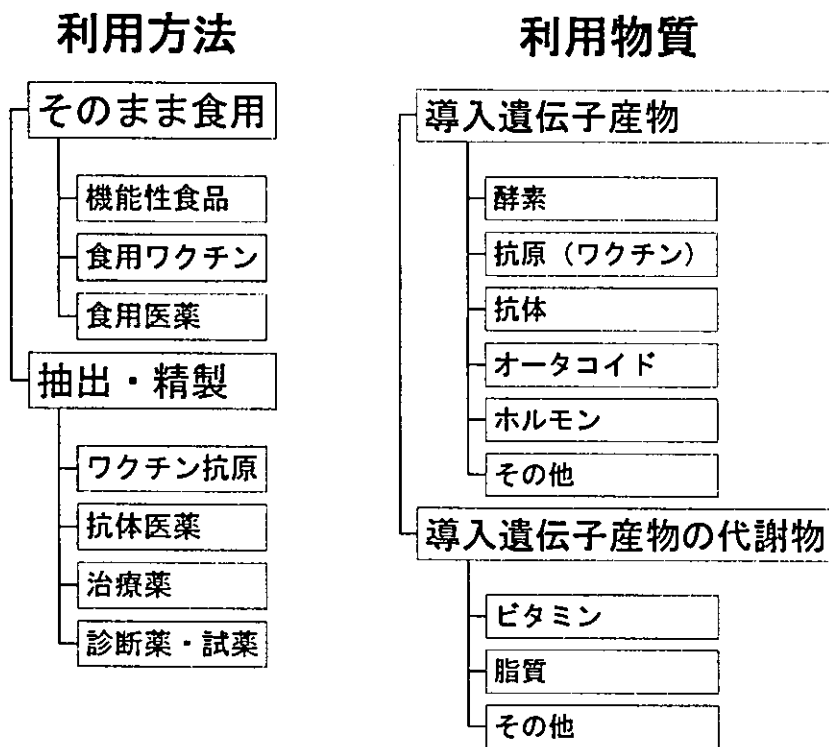 利用方法
そのまま食用
機能性食品
食用ワクチン
食用医薬
抽出・精製
ワクチン抗原
抗体医薬
治療薬
診断薬・試薬
利用物質
導入遺伝子産物
酵素
抗原（ワクチン）
抗体
オータコイド
ホルモン
その他
導入遺伝子産物の代謝物
ビタミン
脂質
その他